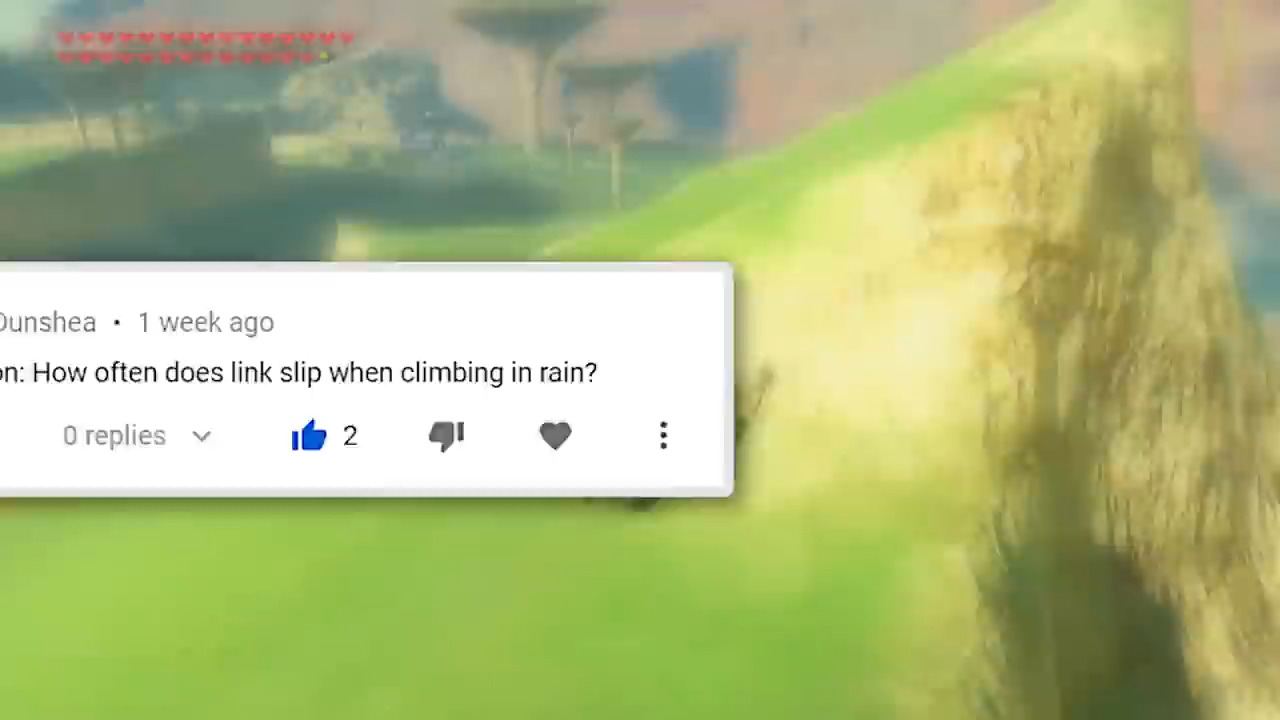 Dunshea • 1 week ago
on: How often does link slip when climbing in rain?
0 replies 2